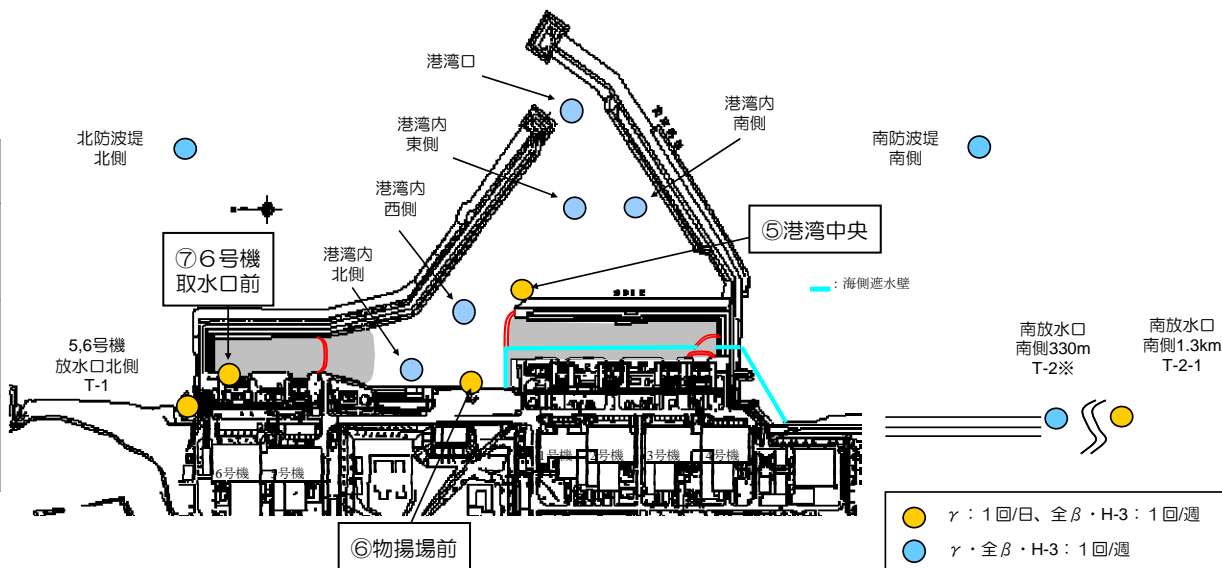 港湾口
港湾内
東側
港湾内
南側
北防波堤
北側
南防波堤
南側
港湾内
西側
⑤港湾中央
⑦６号機
取水口前
港湾内
北側
：海側遮水壁
5,6号機
放水口北側
T-1
南放水口
南側330m
T-2※
南放水口
南側1.3km
T-2-1
6号機
5号機
1号機
2号機
3号機
4号機
⑥物揚場前
γ：１回/日、全β・H-3：１回/週
γ・全β・H-3：１回/週